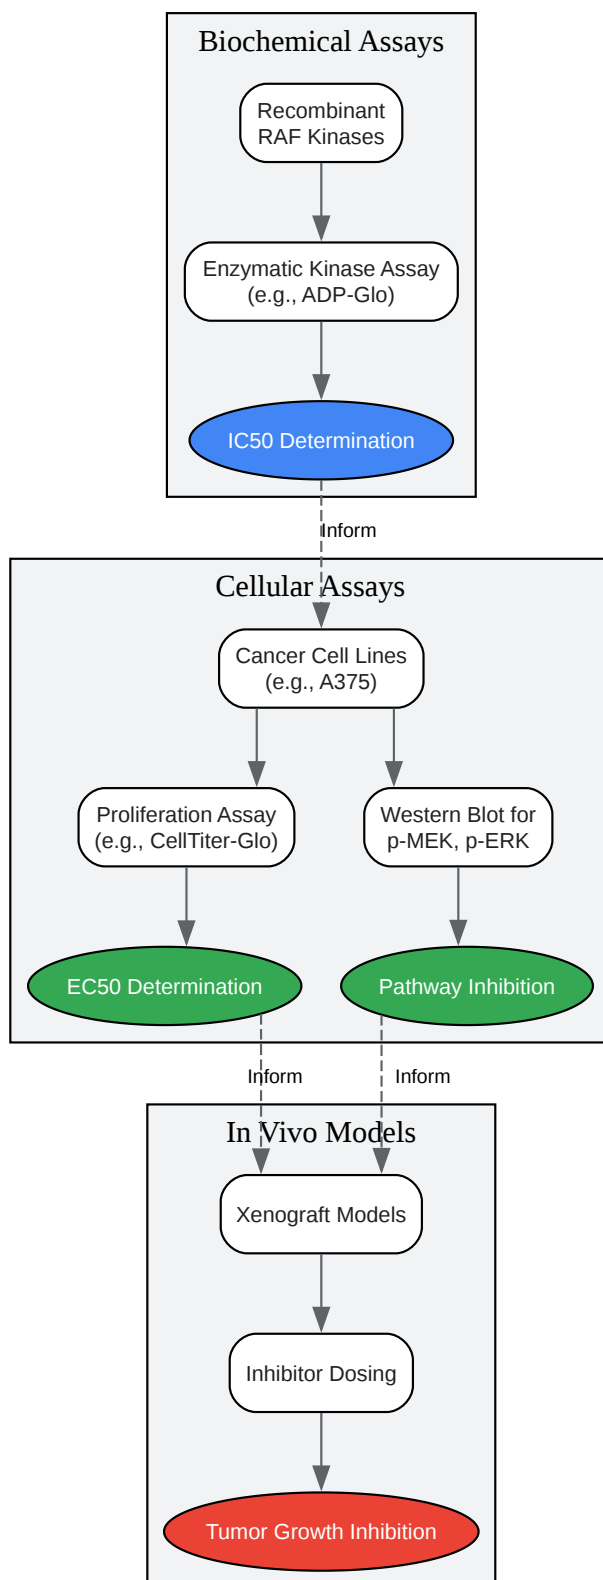 Biochemical Assays
Recombinant
RAF Kinases
Enzymatic Kinase Assay
(e.g., ADP-Glo)
IC50 Determination
Inform
Cellular Assays
Cancer Cell Lines
(e.g., A375)
Proliferation Assay
(e.g., CellTiter-Glo)
Western Blot for
p-MEK, p-ERK
EC50 Determination
Pathway Inhibition
Inform
Inform
In Vivo Models
Xenograft Models
Inhibitor Dosing
Tumor Growth Inhibition